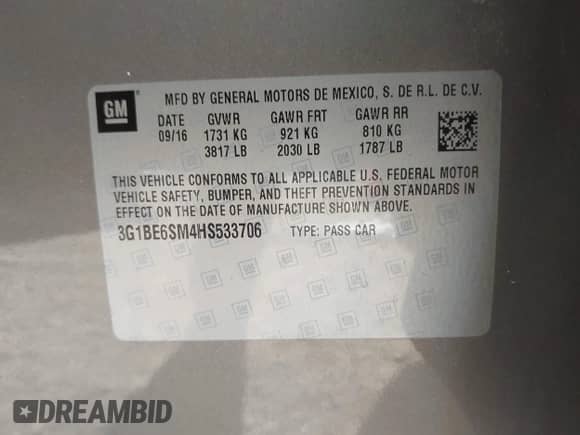 GM
MFD BY GENERAL MOTORS DE MEXICO, S. DE R.L. DE C.V.
DATE GVWR GAWR FRT GAWR RR
09/16 1731 KG 921 KG 810 KG
3817 LB 2030 LB 1787 LB
THIS VEHICLE CONFORMS TO ALL APPLICABLE U.S. FEDERAL MOTOR
VEHICLE SAFETY, BUMPER, AND THEFT PREVENTION STANDARDS IN
EFFECT ON THE DATE OF MANUFACTURE SHOWN ABOVE.
3G1BE6SM4HS533706 TYPE: PASS CAR
DREAMBID